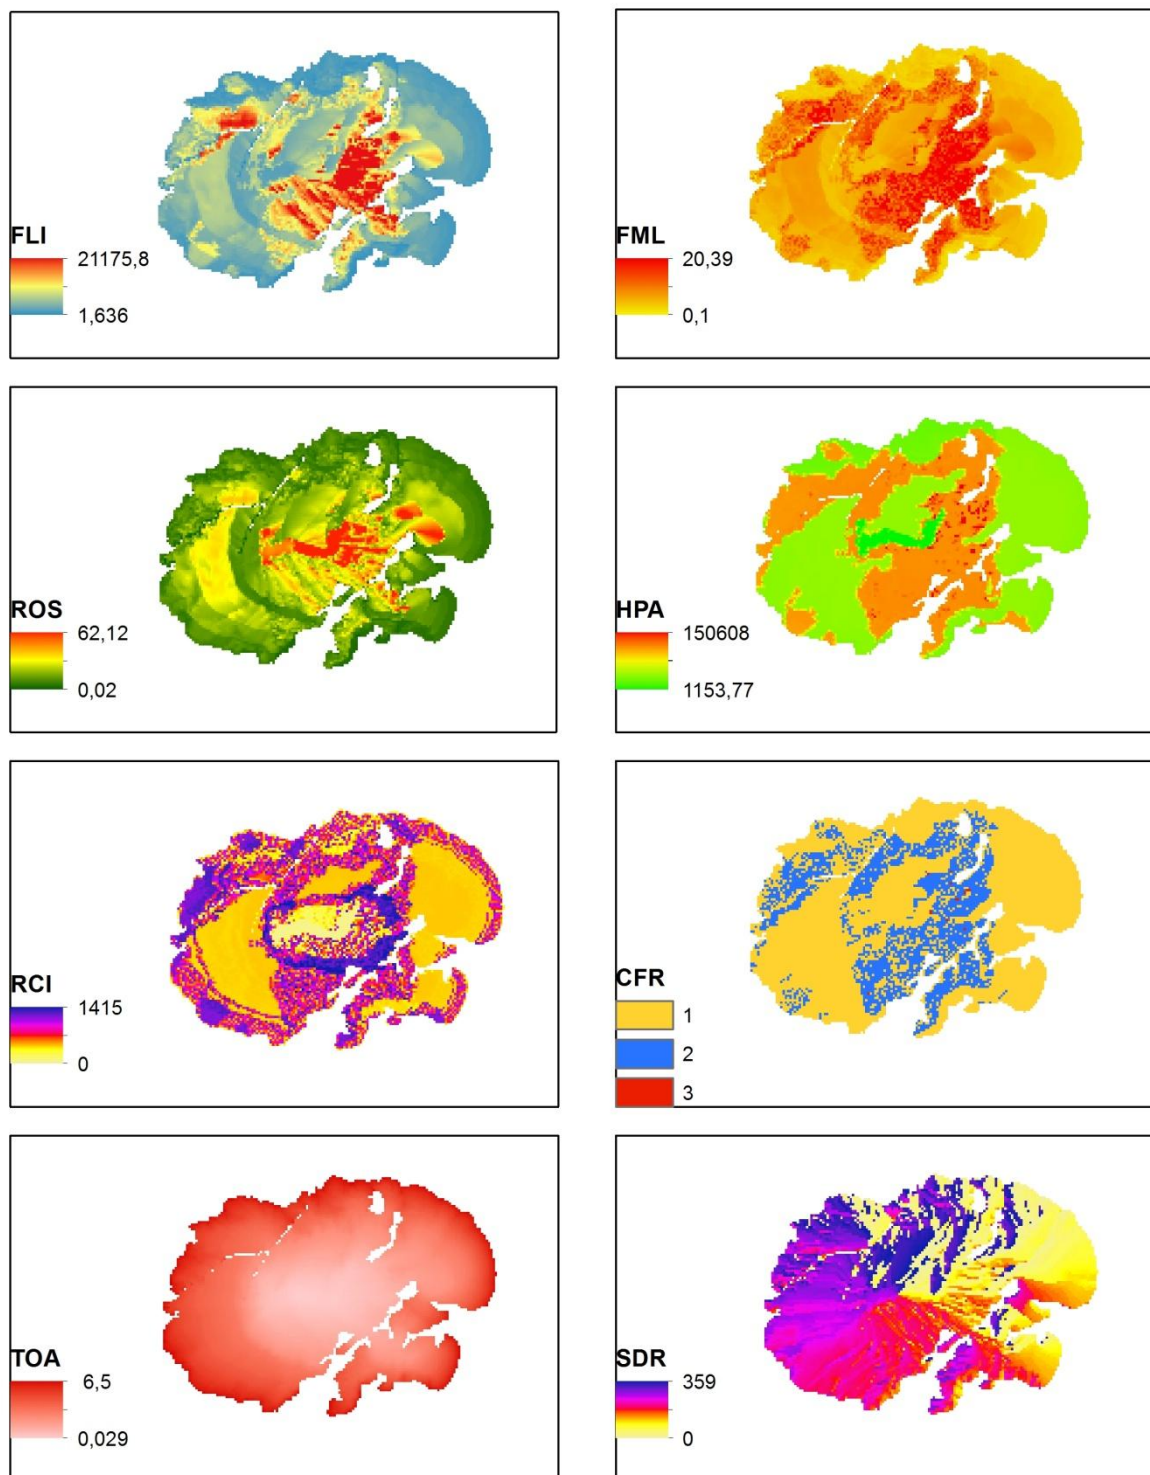 FLI
21175,8
1,636
FML
20,39
0,1
ROS
62,12
0,02
HPA
150608
1153,77
RCI
1415
0
CFR
1
2
3
TOA
6,5
0,029
SDR
359
0